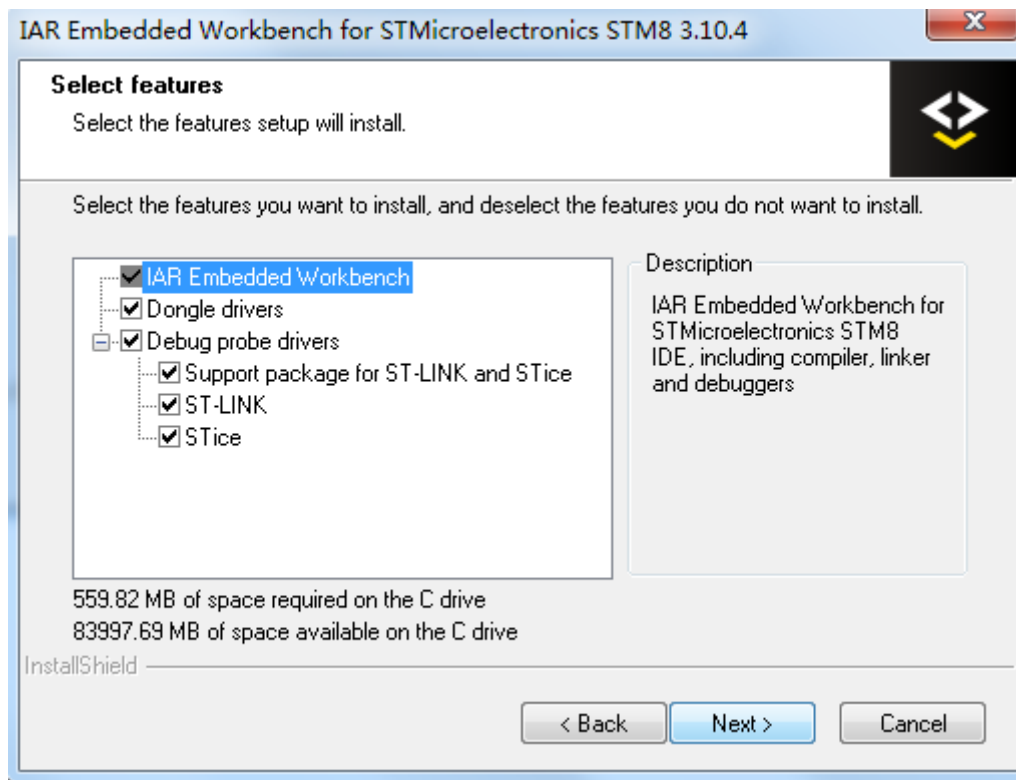 IAR Embedded Workbench for STMicroelectronics STM8 3.10.4
Select features
Select the features setup will install.
Select the features you want to install, and deselect the features you do not want to install.
IAR Embedded Workbench
Dongle drivers
Debug probe drivers
Support package for ST-LINK and STice
ST-LINK
STice
Description
IAR Embedded Workbench for
STMicroelectronics STM8
IDE, including compiler, linker
and debuggers
559.82 MB of space required on the C drive
83997.69 MB of space available on the C drive
InstallShield
< Back
Next >
Cancel